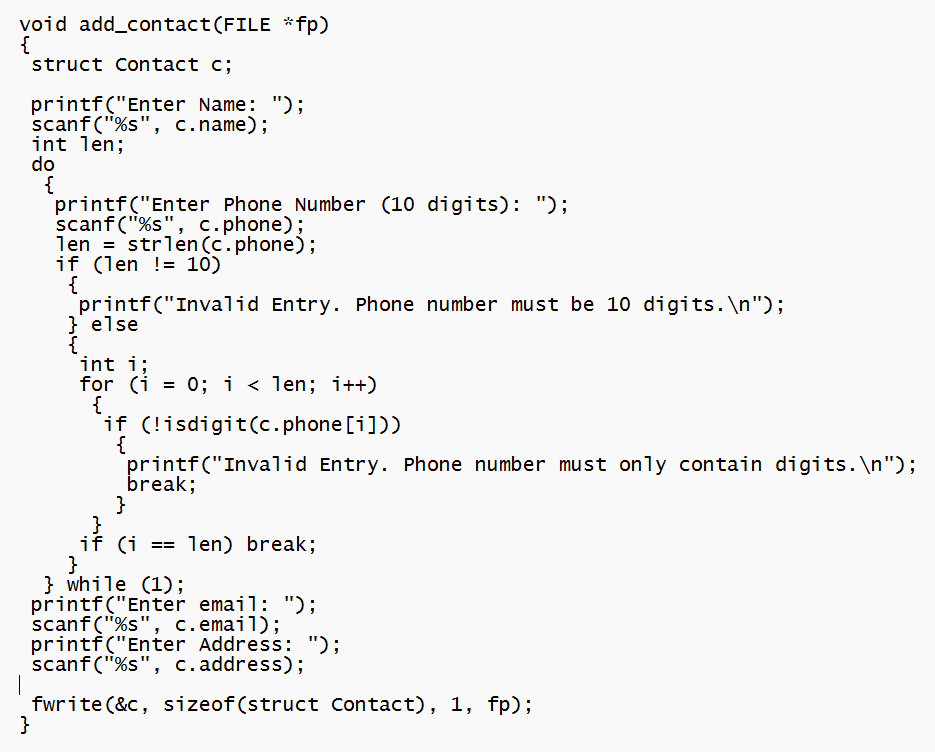 void add_contact(FILE *fp)
{
struct Contact c;
printf("Enter Name: ");
scanf("%s", c.name);
int len;
do
{
printf("Enter Phone Number (10 digits): ");
scanf("%s", c.phone);
len = strlen(c.phone);
if (len != 10)
{
printf("Invalid Entry. Phone number must be 10 digits.\n");
} else
{
int i;
for (i = 0; i < len; i++)
{
if (!isdigit(c.phone[i]))
{
printf("Invalid Entry. Phone number must only contain digits.\n");
break;
}
}
if (i == len) break;
}
} while (1);
printf("Enter email: ");
scanf("%s", c.email);
printf("Enter Address: ");
scanf("%s", c.address);
fwrite(&c, sizeof(struct Contact), 1, fp);
}